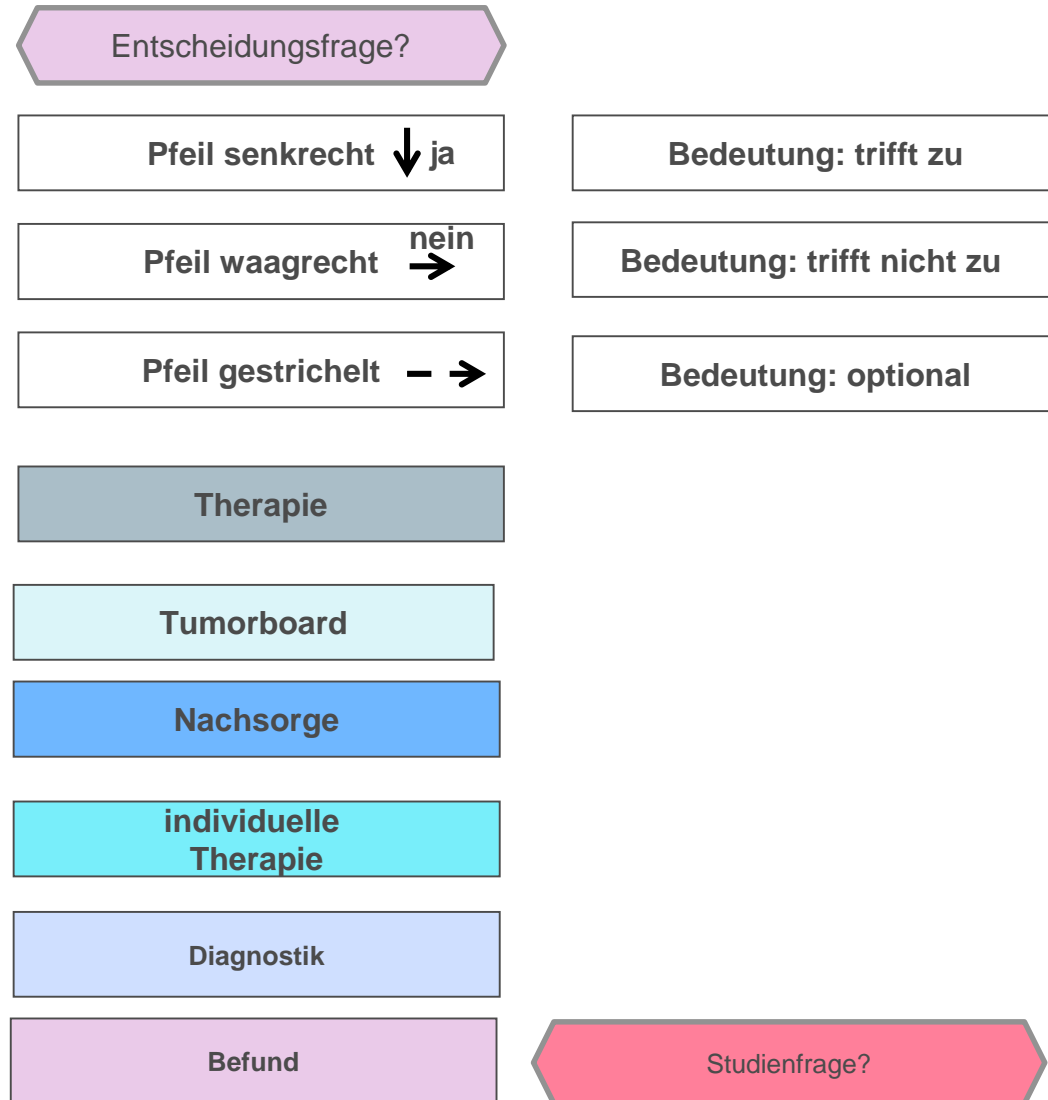 Entscheidungsfrage?
Pfeil senkrecht ja
Bedeutung: trifft zu
nein
Pfeil waagrecht
Bedeutung: trifft nicht zu
Pfeil gestrichelt
Bedeutung: optional
Therapie
Tumorboard
Nachsorge
individuelle
Therapie
Diagnostik
Befund
Studienfrage?